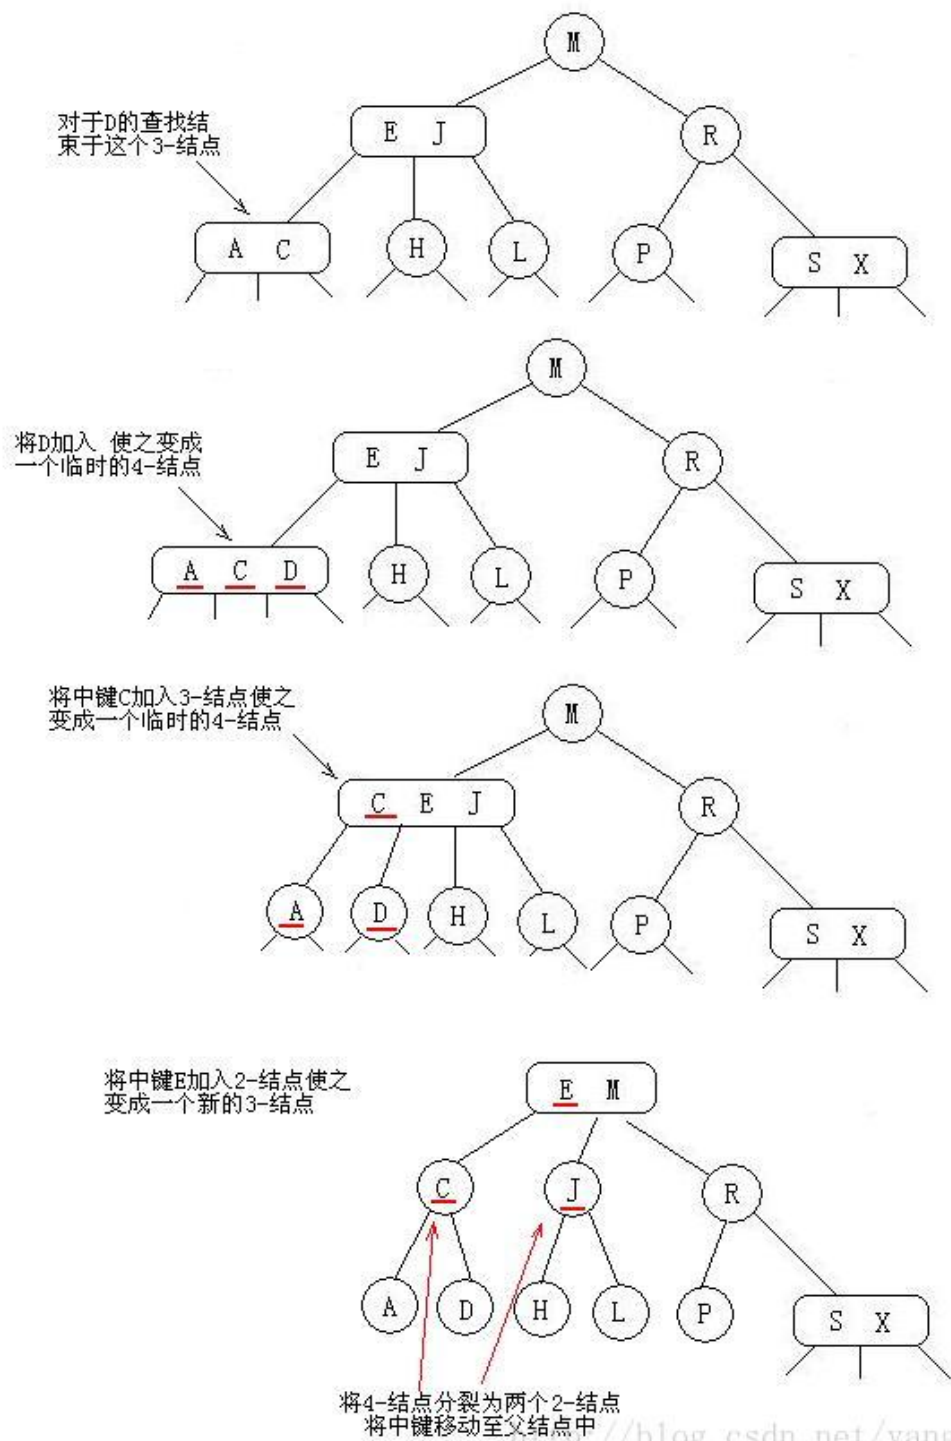 M
对于D的查找结
束于这个3-结点
E J
R
A C
H
L
P
S X
M
将D加入 使之变成
一个临时的4-结点
E J
R
A C D
H
L
P
S X
将中键C加入3-结点使之
变成一个临时的4-结点
M
C E J
R
A
D
H
L
P
S X
将中键E加入2-结点使之
变成一个新的3-结点
E M
C
J
R
A
D
H
L
P
S X
将4-结点分裂为两个2-结点
将中键移动至父结点中
//blog.csdn.net/yang